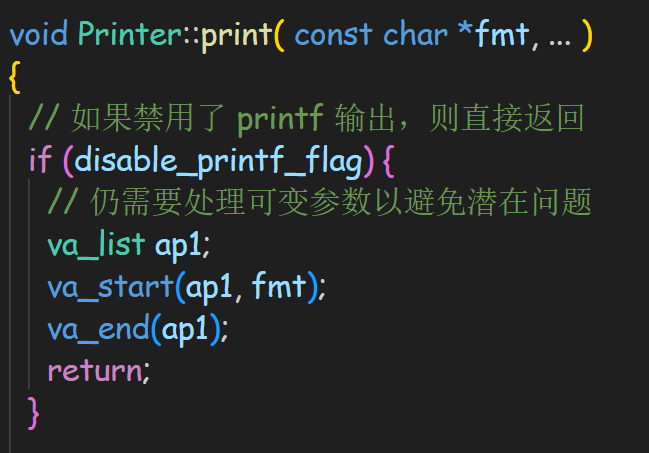 void Printer::print( const char *fmt, ... )
{
// 如果禁用了 printf 输出，则直接返回
if (disable_printf_flag) {
// 仍需要处理可变参数以避免潜在问题
va_list ap1;
va_start(ap1, fmt);
va_end(ap1);
return;
}